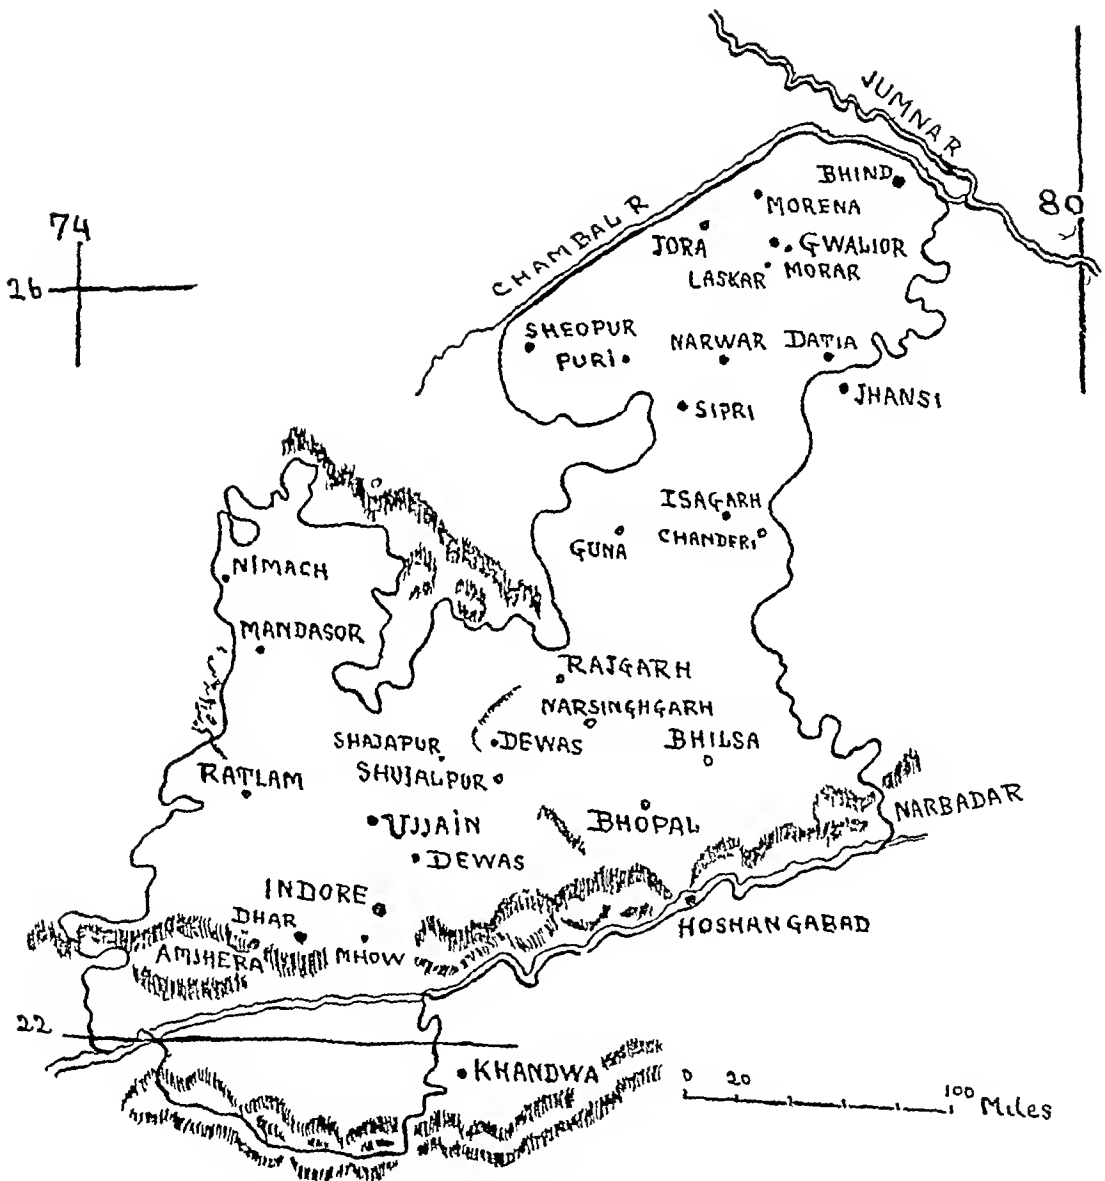 JUMNA R
BHIND
80
MORENA
CHAMBAL R
74
JORA
GWALIOR
26
LASKAR
MORAR
SHEOPUR
PURI
NARWAR
DATIA
JHANSI
SIPRI
ISAGARH
GUNA
CHANDERI
NIMACH
MANDASOR
RAJGARH
NARSINGHGARH
SHAJAPUR
DEWAS
BHILSA
RATLAM
SHUJALPUR
NARBADAR
UJJAIN
BHOPAL
DEWAS
INDORE
DHAR
HOSHANGABAD
AMJHERA
MHOW
22
KHANDWA
0 20 100 Miles